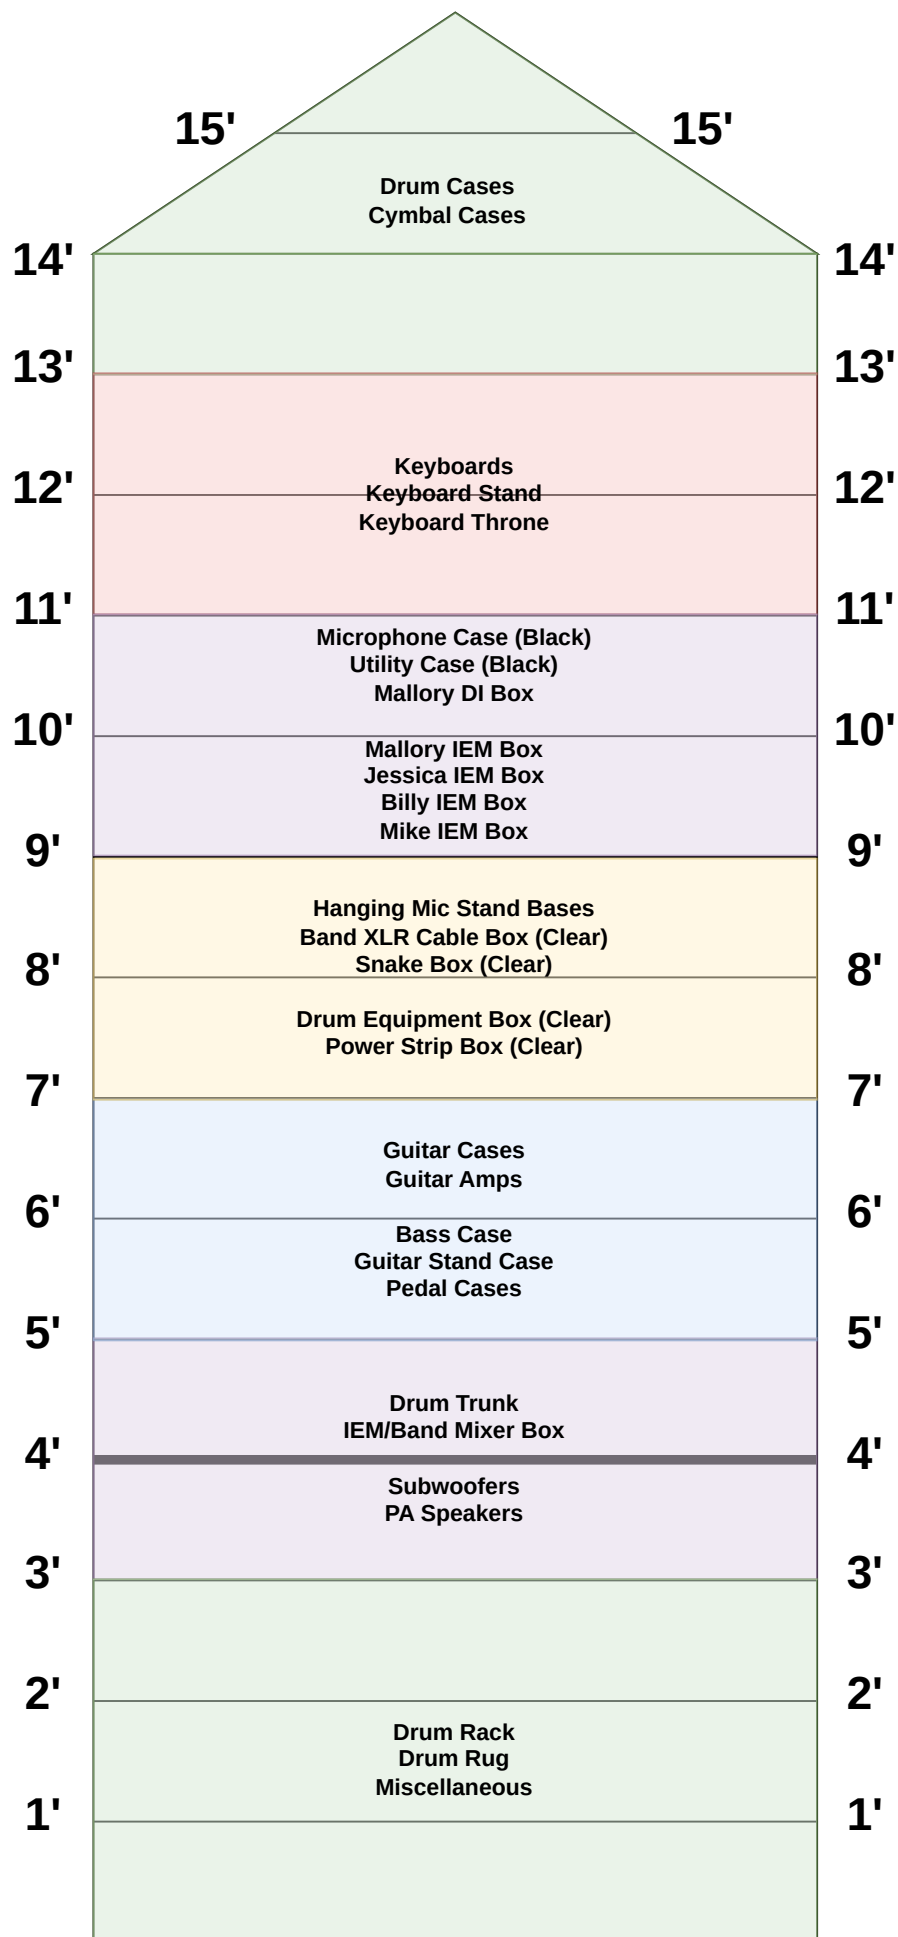 15' 15'
Drum Cases
Cymbal Cases
14' 14'
13' 13'
Keyboards
12' Keyboard Stand 12'
Keyboard Throne
11' 11'
Microphone Case (Black)
Utility Case (Black)
Mallory DI Box
10' 10'
Mallory IEM Box
Jessica IEM Box
Billy IEM Box
Mike IEM Box
9' 9'
Hanging Mic Stand Bases
Band XLR Cable Box (Clear)
Snake Box (Clear)
8' 8'
Drum Equipment Box (Clear)
Power Strip Box (Clear)
7' 7'
Guitar Cases
Guitar Amps
6' 6'
Bass Case
Guitar Stand Case
Pedal Cases
5' 5'
Drum Trunk
IEM/Band Mixer Box
4' 4'
Subwoofers
PA Speakers
3' 3'
2' 2'
Drum Rack
Drum Rug
Miscellaneous
1' 1'